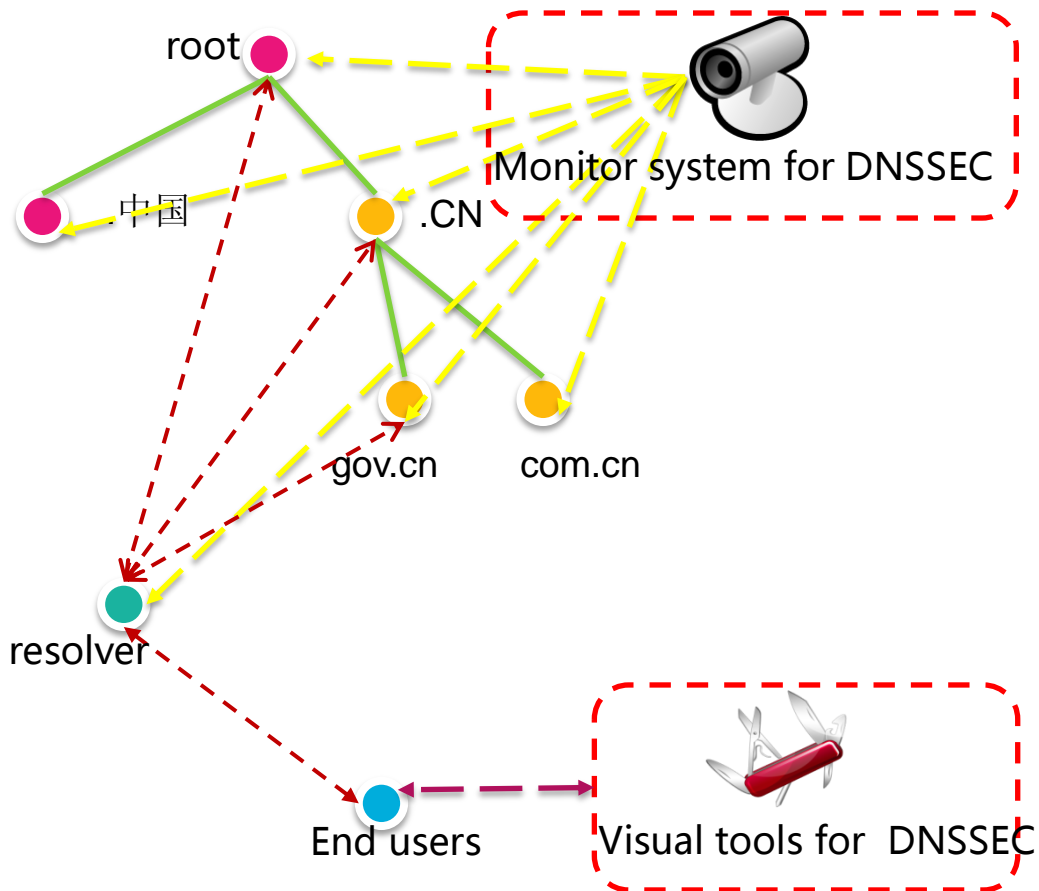 root
Monitor system for DNSSEC
.中国
.CN
gov.cn
com.cn
resolver
End users
Visual tools for DNSSEC